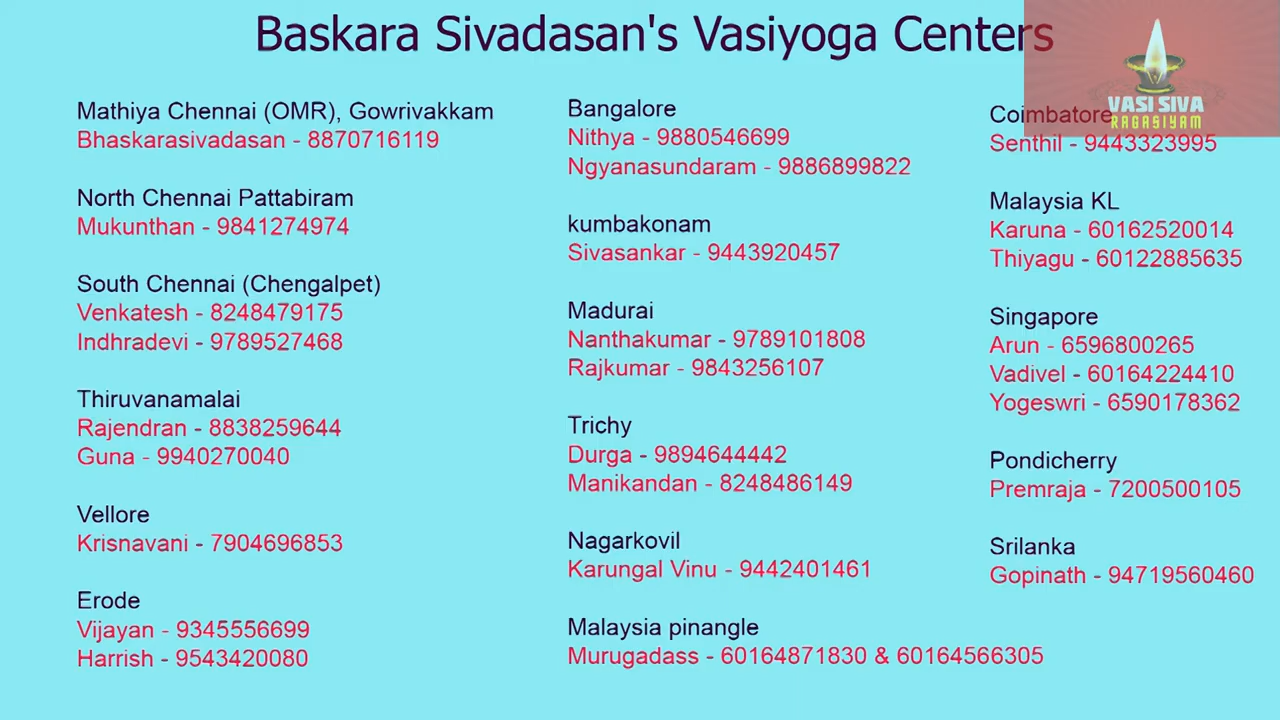 Baskara Sivadasan's Vasiyoga Centers
Mathiya Chennai (OMR), Gowrivakkam
Bhaskarasivadasan - 8870716119
North Chennai Pattabiram
Mukunthan - 9841274974
South Chennai (Chengalpet)
Venkatesh - 8248479175
Indhradevi - 9789527468
Thiruvanamalai
Rajendran - 8838259644
Guna - 9940270040
Vellore
Krisnavani - 7904696853
Erode
Vijayan - 9345556699
Harrish - 9543420080
Bangalore
Nithya - 9880546699
Ngyanasundaram - 9886899822
kumbakonam
Sivasankar - 9443920457
Madurai
Nanthakumar - 9789101808
Rajkumar - 9843256107
Trichy
Durga - 9894644442
Manikandan - 8248486149
Nagarkovil
Karungal Vinu - 9442401461
Malaysia pinangle
Murugadass - 60164871830 & 60164566305
VASI SIVA
RAGASIYAM
Coimbatore
Senthil - 9443323995
Malaysia KL
Karuna - 60162520014
Thiyagu - 60122885635
Singapore
Arun - 6596800265
Vadivel - 60164224410
Yogeswri - 6590178362
Pondicherry
Premraja - 7200500105
Srilanka
Gopinath - 94719560460